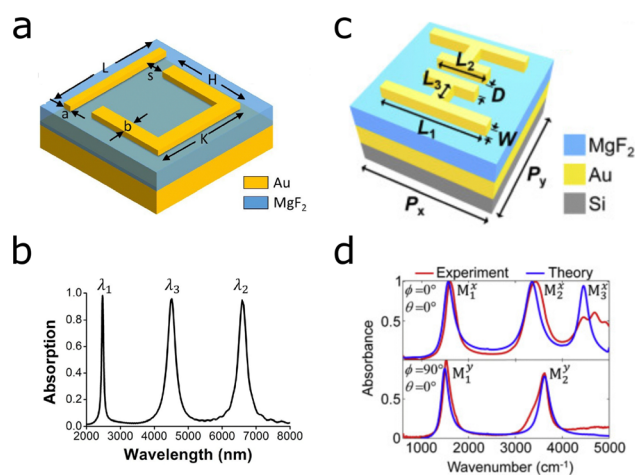 a
L
s
H
a
b
K
Au
MgF₂
b
λ₁ λ₃ λ₂
Absorption
1.0
0.8
0.6
0.4
0.2
0.0
2000 3000 4000 5000 6000 7000 8000
Wavelength (nm)
c
L₂
L₃
D
L₁
W
Pₓ
Pᵧ
MgF₂
Au
Si
d
Experiment Theory
ϕ=0°
θ=0°
M₁ˣ M₂ˣ M₃ˣ
1
0.5
ϕ=90°
θ=0°
M₁ʸ M₂ʸ
1
0.5
Absorbance
1000 2000 3000 4000 5000
Wavenumber (cm⁻¹)